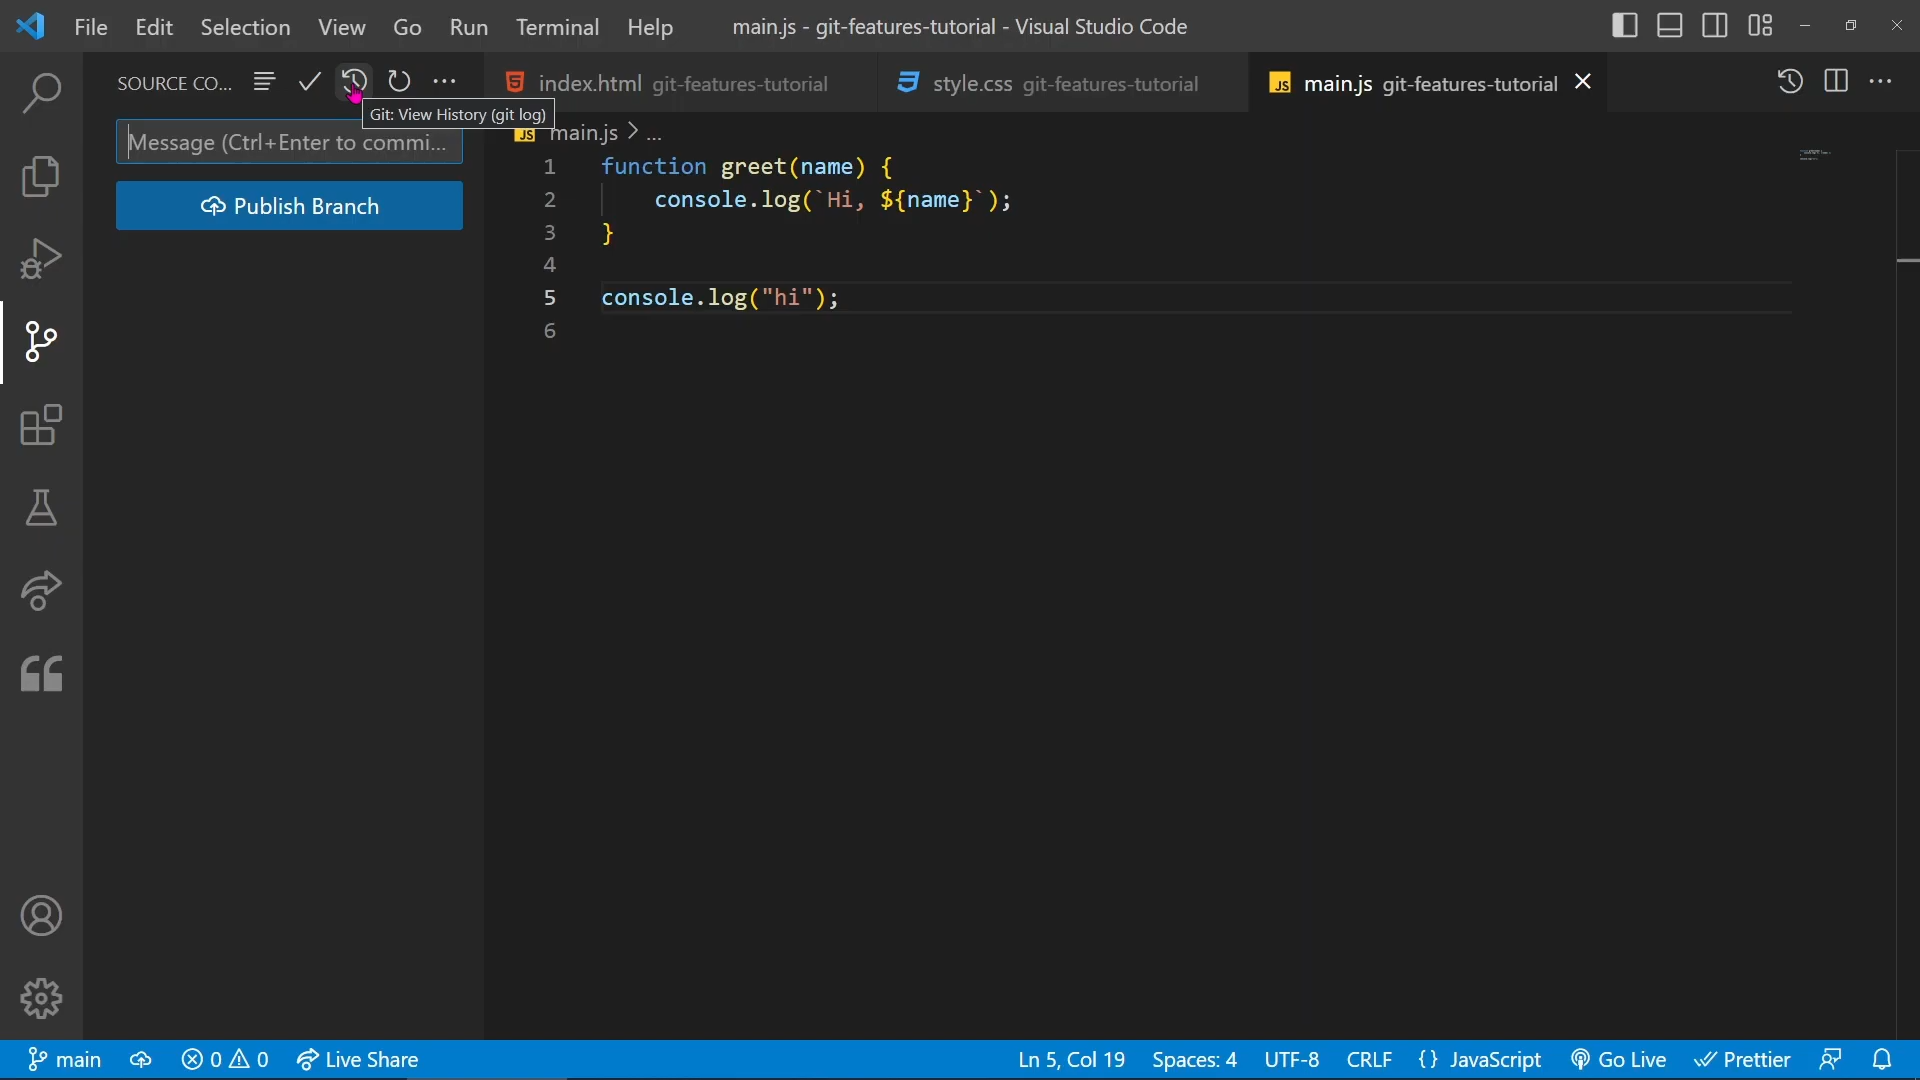 File Edit Selection View Go Run Terminal Help main.js - git-features-tutorial - Visual Studio Code
SOURCE CO... index.html git-features-tutorial style.css git-features-tutorial JS main.js git-features-tutorial
Git: View History (git log)
JS main.js > ...
Message (Ctrl+Enter to commi...
Publish Branch
1 function greet(name) {
2 console.log(`Hi, ${name}`);
3 }
4
5 console.log("hi");
6
main 0 0 Live Share Ln 5, Col 19 Spaces: 4 UTF-8 CRLF {} JavaScript Go Live Prettier